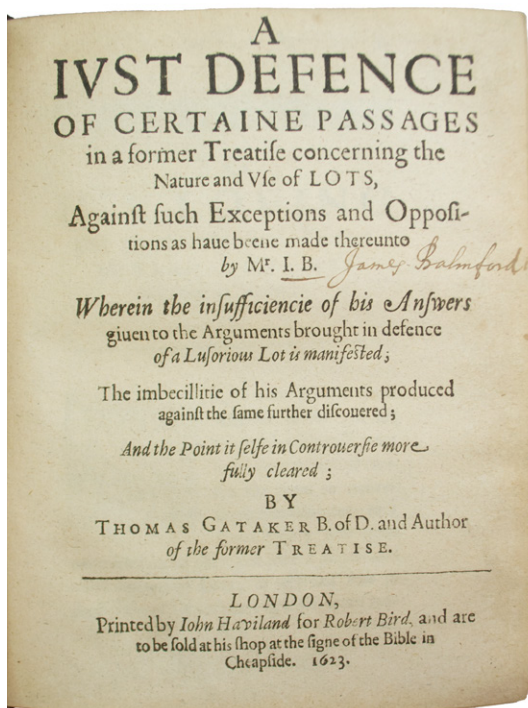 A
IVST DEFENCE
OF CERTAINE PASSAGES
in a former Treatiſe concerning the
Nature and Vſe of LOTS,
Againſt ſuch Exceptions and Oppoſi-
tions as haue beene made thereunto
by Mr. I. B. James Balmford
Wherein the inſufficiencie of his Anſwers
giuen to the Arguments brought in defence
of a Luſorious Lot is manifeſted;
The imbecillitie of his Arguments produced
againſt the ſame further diſcouered;
And the Point it ſelfe in Controuerſie more
fully cleared;
BY
THOMAS GATAKER B. of D. and Author
of the former TREATISE.
LONDON,
Printed by Iohn Haviland for Robert Bird, and are
to be ſold at his ſhop at the ſigne of the Bible in
Cheapſide. 1623.